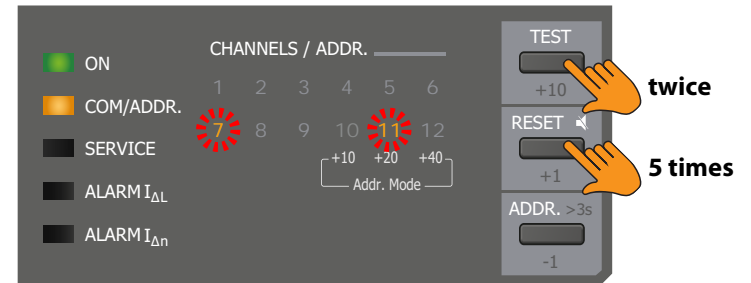 ON
COM/ADDR.
SERVICE
ALARM IΔL
ALARM IΔn
CHANNELS / ADDR.
1 2 3 4 5 6
7 8 9 10 11 12
+10 +20 +40
Addr. Mode
TEST
+10
RESET
+1
ADDR. >3s
-1
twice
5 times